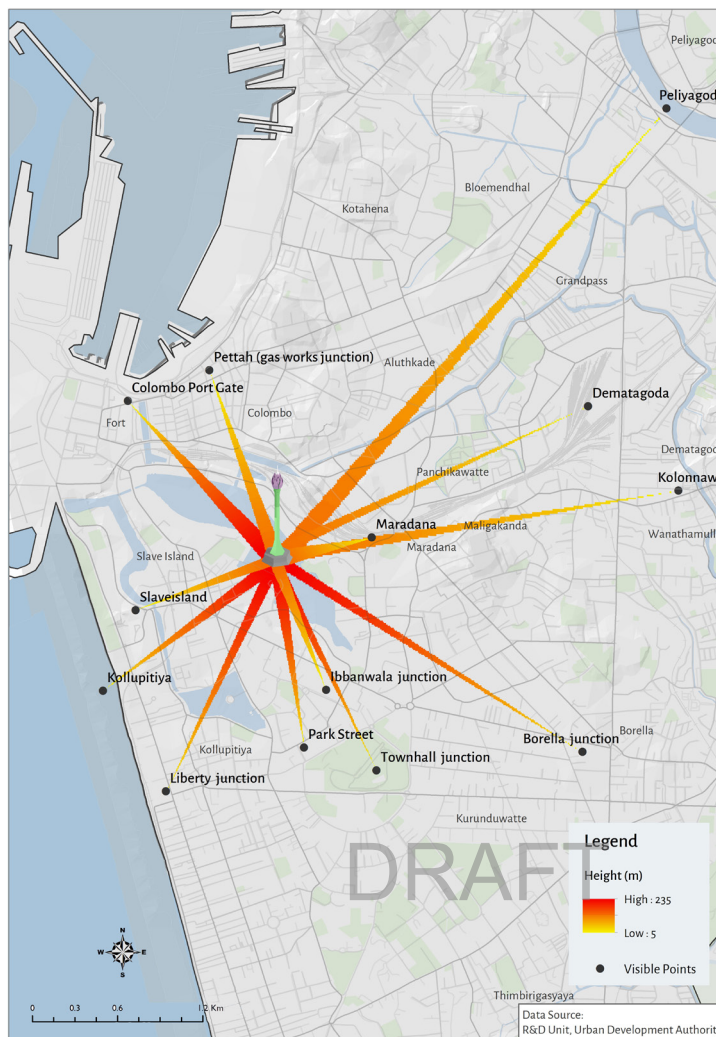 Peliyagod
Peliyagod
Bloemendhal
Kotahena
Grandpass
Pettah (gas works junction)
Aluthkade
Colombo Port Gate
Dematagoda
Fort
Colombo
Dematagod
Panchikawatte
Kolonnaw
Maradana
Maligakanda
Wanathamull
Maradana
Slave Island
Slaveisland
Kollupitiya
Ibbanwala junction
Park Street
Borella
Borella junction
Kollupitiya
Townhall junction
Liberty junction
Kurunduwatte
Legend
DRAFT
Height (m)
High : 235
Low : 5
N
W E
S
Visible Points
Thimbirigasyaya
0 0.3 0.6 1.2 Km
Data Source:
R&D Unit, Urban Development Authorit